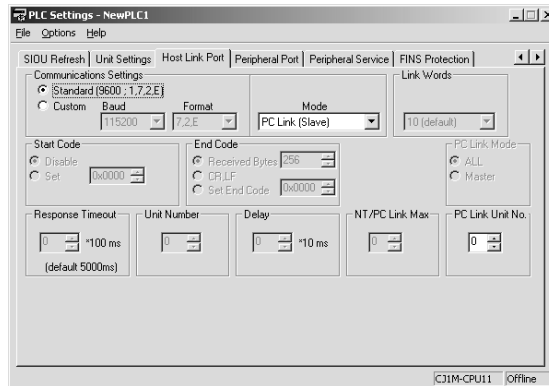 PLC Settings - NewPLC1
File Options Help
SIOU Refresh Unit Settings Host Link Port Peripheral Port Peripheral Service FINS Protection
Communications Settings Link Words
Standard (9600 ; 1,7,2,E)
Custom Baud Format Mode
115200 7,2,E PC Link (Slave) 10 (default)
Start Code End Code PC Link Mode
Disable Received Bytes 256 ALL
Set 0x0000 CR,LF Master
Set End Code 0x0000
Response Timeout Unit Number Delay NT/PC Link Max PC Link Unit No.
0 *100 ms 0 0 *10 ms 0 0
(default 5000ms)
CJ1M-CPU11 Offline